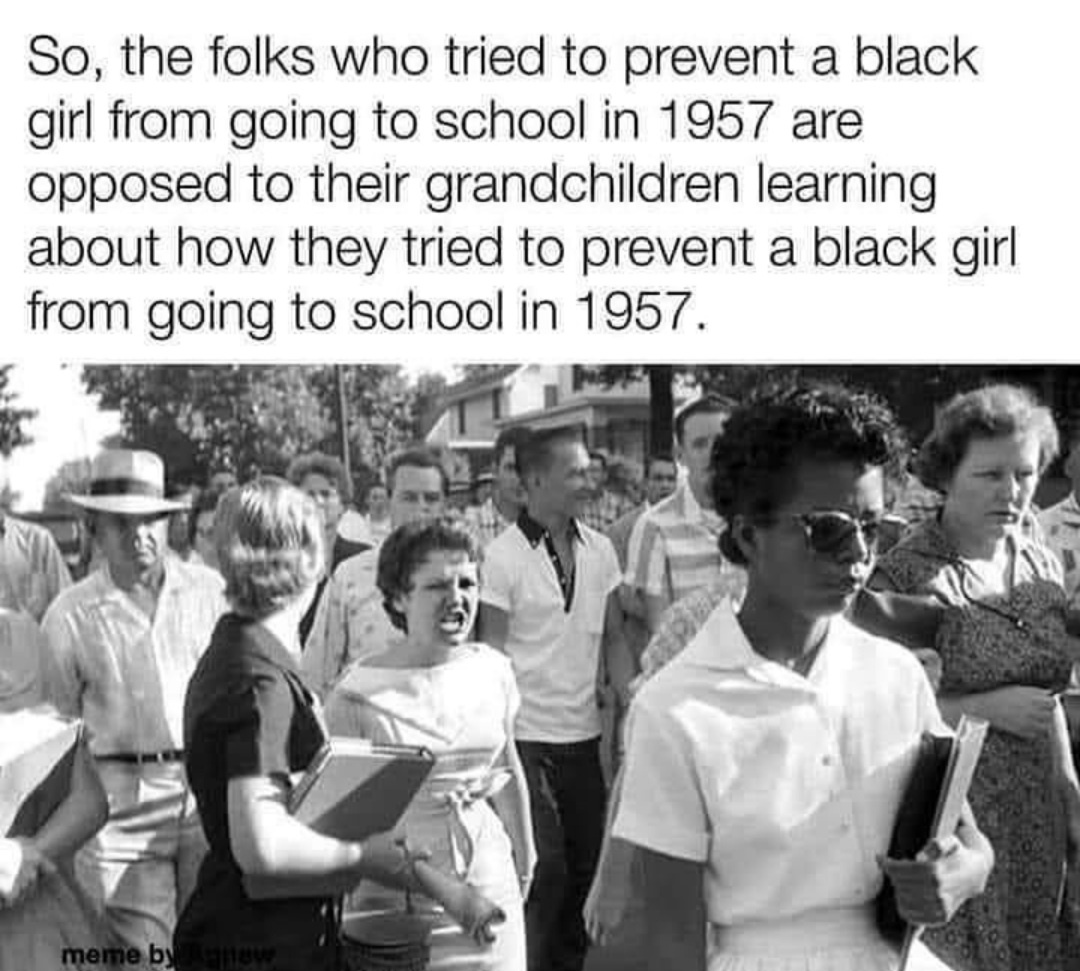 So, the folks who tried to prevent a black
girl from going to school in 1957 are
opposed to their grandchildren learning
about how they tried to prevent a black girl
from going to school in 1957.
meme by